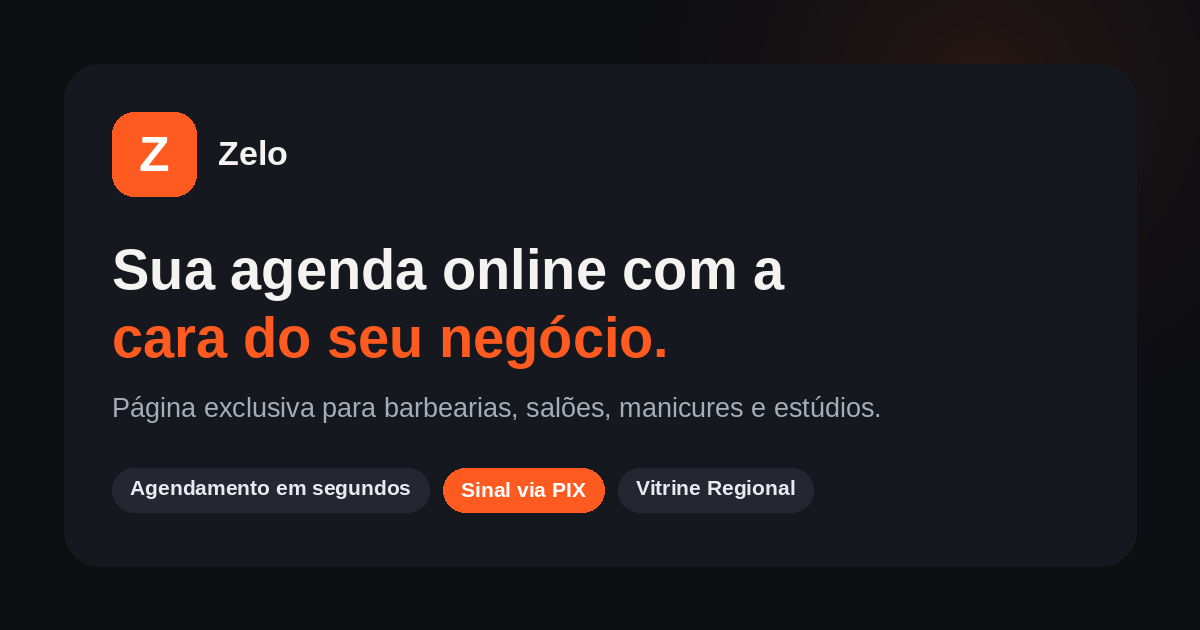 Z
Zelo
Sua agenda online com a
cara do seu negócio.
Página exclusiva para barbearias, salões, manicures e estúdios.
Agendamento em segundos
Sinal via PIX
Vitrine Regional